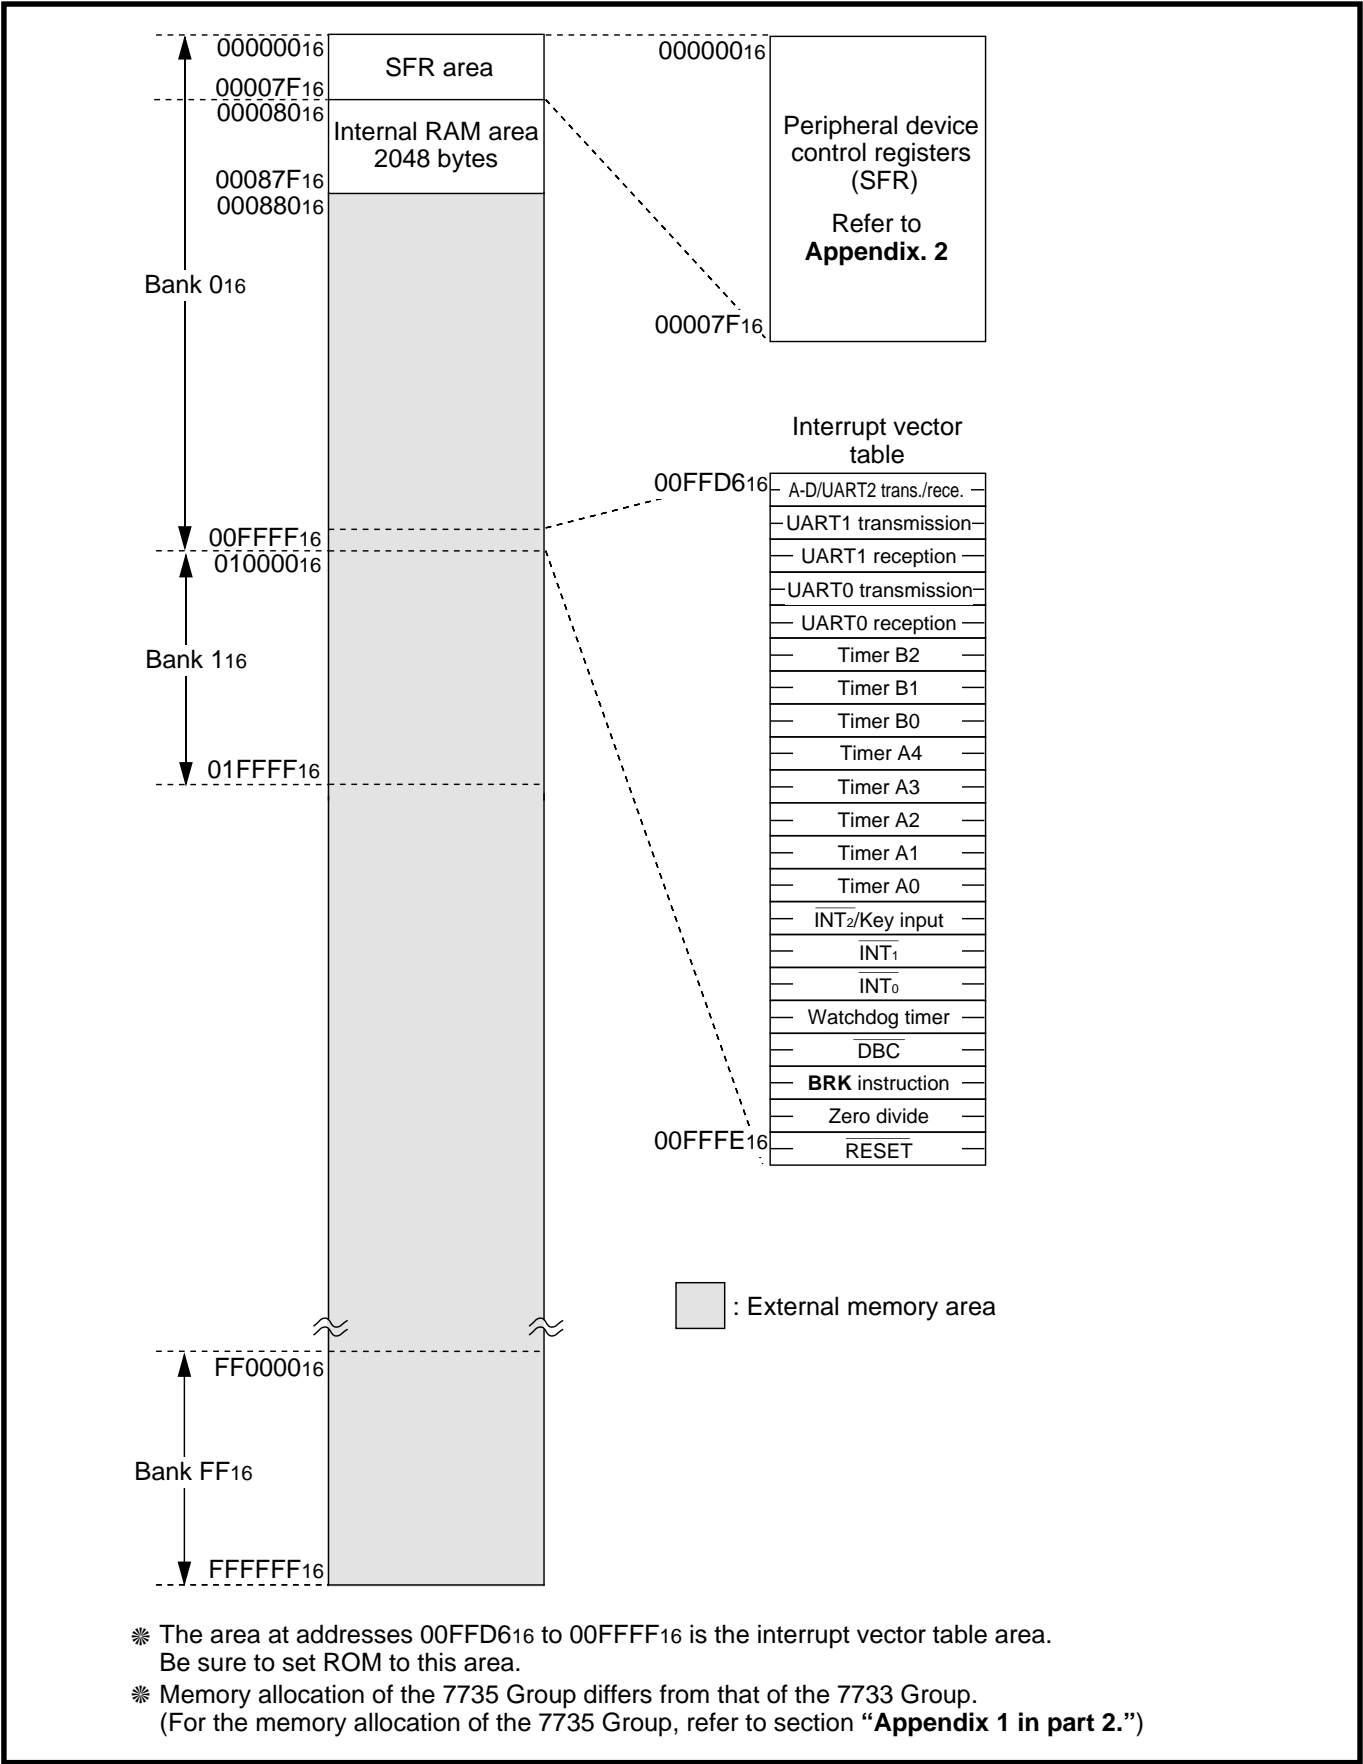 000000₁₆
SFR area
00007F₁₆
000080₁₆
Internal RAM area
2048 bytes
00087F₁₆
000880₁₆
Bank 0₁₆
00FFFF₁₆
010000₁₆
Bank 1₁₆
01FFFF₁₆
FF0000₁₆
Bank FF₁₆
FFFFFF₁₆
000000₁₆
Peripheral device
control registers
(SFR)
Refer to
Appendix. 2
00007F₁₆
Interrupt vector
table
00FFD6₁₆
A-D/UART2 trans./rece.
UART1 transmission
UART1 reception
UART0 transmission
UART0 reception
Timer B2
Timer B1
Timer B0
Timer A4
Timer A3
Timer A2
Timer A1
Timer A0
INT₂/Key input
INT₁
INT₀
Watchdog timer
DBC
BRK instruction
Zero divide
00FFFE₁₆
RESET
: External memory area
❋ The area at addresses 00FFD6₁₆ to 00FFFF₁₆ is the interrupt vector table area.
Be sure to set ROM to this area.
❋ Memory allocation of the 7735 Group differs from that of the 7733 Group.
(For the memory allocation of the 7735 Group, refer to section “Appendix 1 in part 2.”)